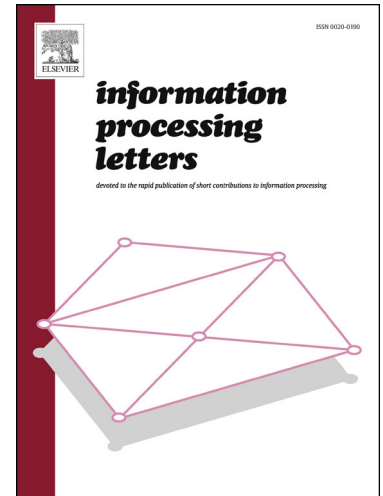 ISSN 0020-0190
ELSEVIER
information
processing
letters
devoted to the rapid publication of short contributions to information processing